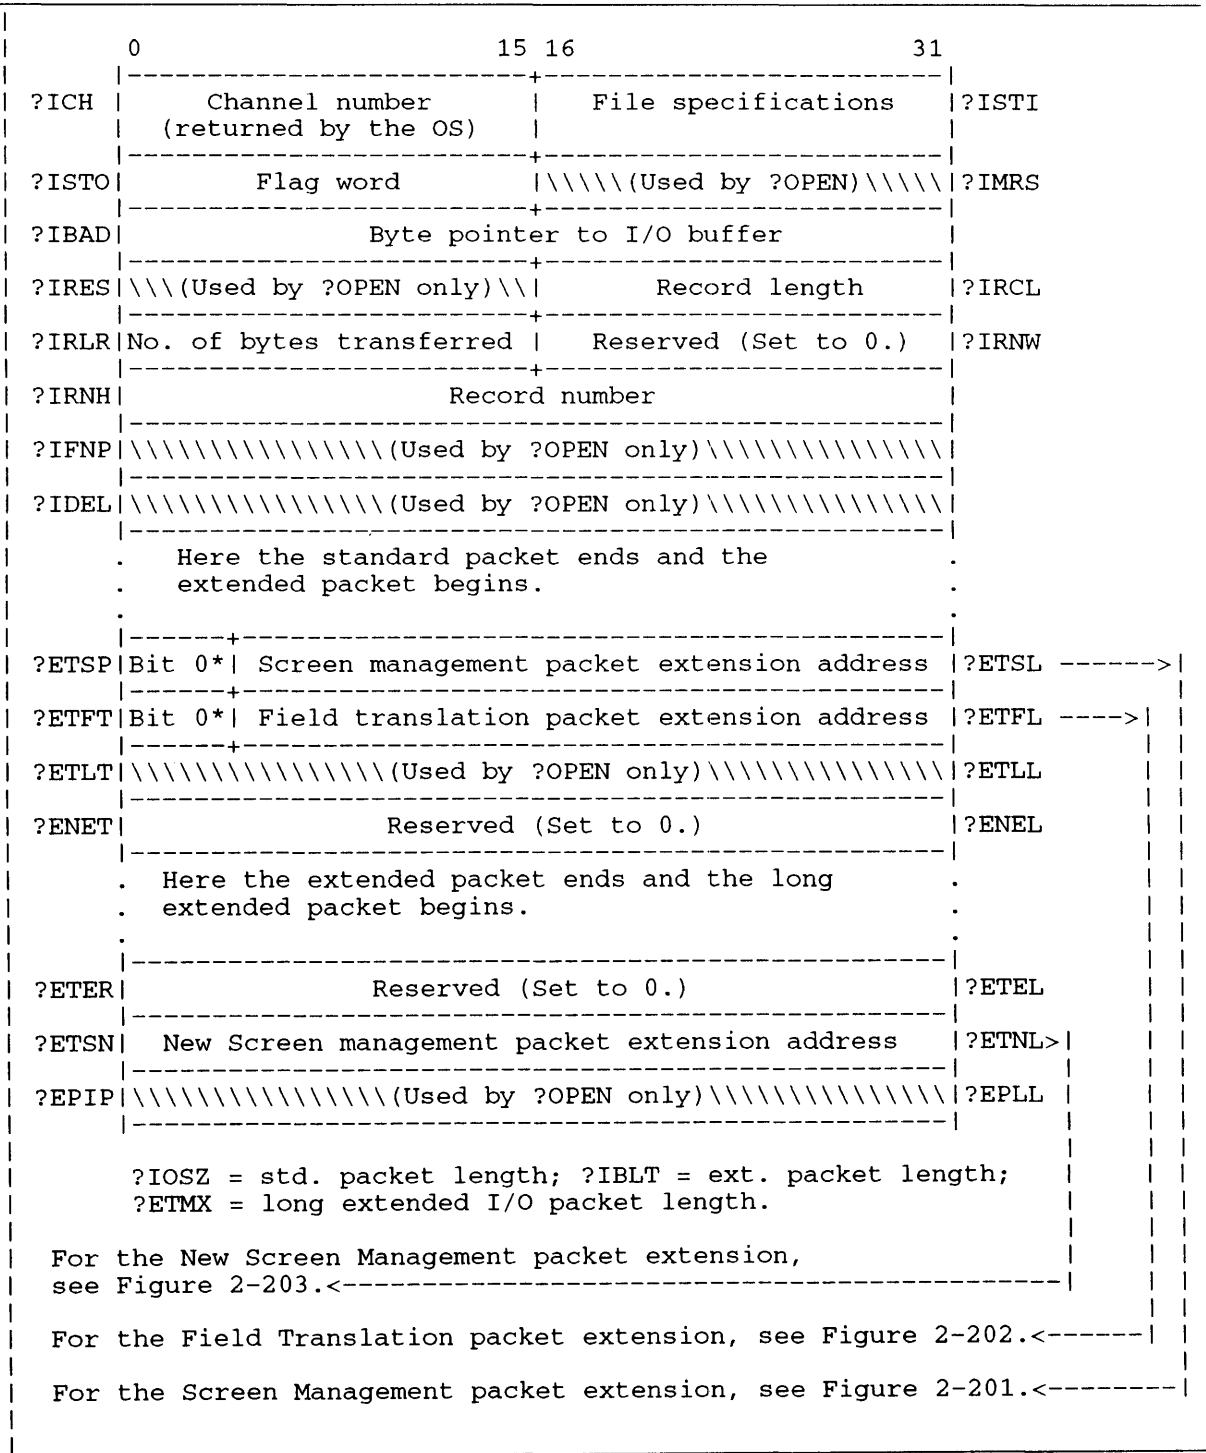 0 15 16 31
?ICH | Channel number | File specifications |?ISTI
| (returned by the OS) | |
?ISTO| Flag word |\\\\\(Used by ?OPEN)\\\\\|?IMRS
?IBAD| Byte pointer to I/O buffer |
?IRES|\\\(Used by ?OPEN only)\\| Record length |?IRCL
?IRLR|No. of bytes transferred | Reserved (Set to 0.) |?IRNW
?IRNH| Record number |
?IFNP|\\\\\\\\\\\\\\\\(Used by ?OPEN only)\\\\\\\\\\\\\\\|
?IDEL|\\\\\\\\\\\\\\\\(Used by ?OPEN only)\\\\\\\\\\\\\\\|
. Here the standard packet ends and the .
. extended packet begins. .
?ETSP|Bit 0*| Screen management packet extension address |?ETSL ------>|
?ETFT|Bit 0*| Field translation packet extension address |?ETFL ---->| |
?ETLT|\\\\\\\\\\\\\\\\(Used by ?OPEN only)\\\\\\\\\\\\\\\|?ETLL
?ENET| Reserved (Set to 0.) |?ENEL
. Here the extended packet ends and the long .
. extended packet begins. .
?ETER| Reserved (Set to 0.) |?ETEL
?ETSN| New Screen management packet extension address |?ETNL>|
?EPIP|\\\\\\\\\\\\\\\\(Used by ?OPEN only)\\\\\\\\\\\\\\\|?EPLL
?IOSZ = std. packet length; ?IBLT = ext. packet length;
?ETMX = long extended I/O packet length.
For the New Screen Management packet extension,
see Figure 2-203.<--------------------------------------------|
For the Field Translation packet extension, see Figure 2-202.<------|
For the Screen Management packet extension, see Figure 2-201.<--------|